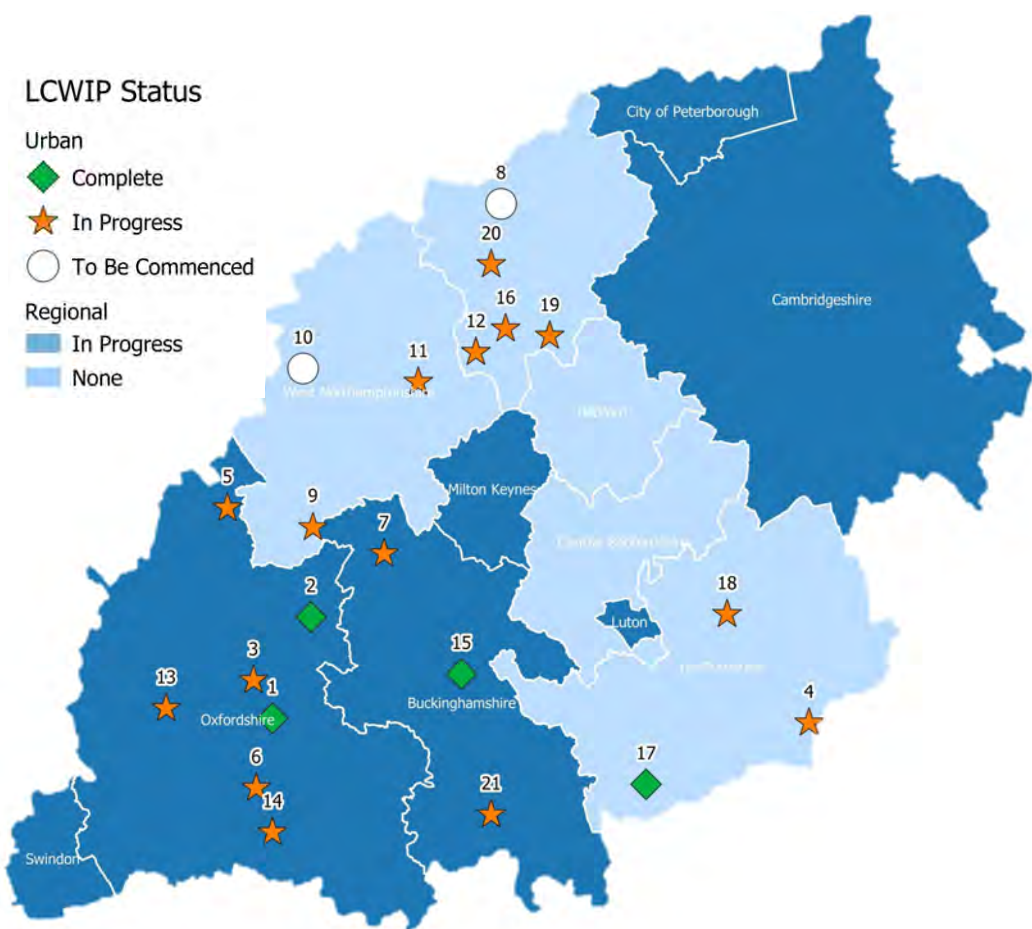 LCWIP Status
Urban
Complete
In Progress
To Be Commenced
Regional
In Progress
None
City of Peterborough
8
20
Cambridgeshire
16
19
12
10
11
West Northamptonshire
Milton Keynes
5
9
7
2
18
Luton
15
3
13
1
Buckinghamshire
4
Oxfordshire
17
6
21
14
Swindon